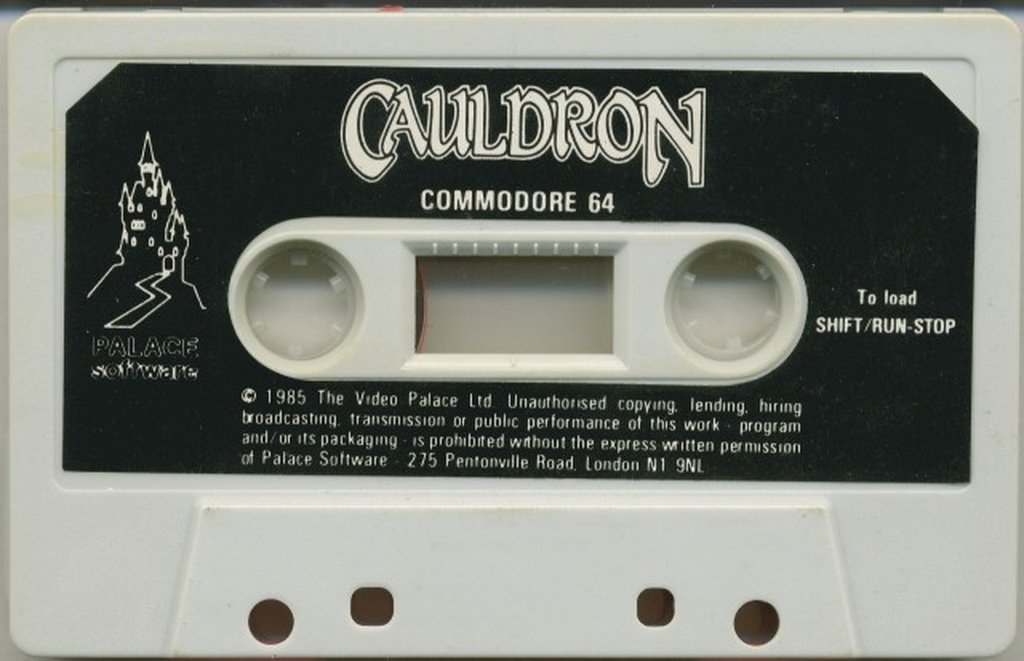 CAULDRON
COMMODORE 64
PALACE
software
To load
SHIFT/RUN-STOP
© 1985 The Video Palace Ltd. Unauthorised copying, lending, hiring
broadcasting, transmission or public performance of this work - program
and/or its packaging - is prohibited without the express written permission
of Palace Software - 275 Pentonville Road, London N1 9NL